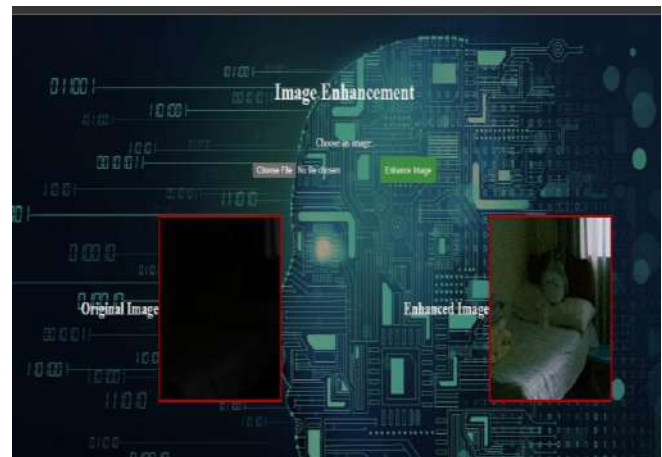 Image Enhancement
Choose an image:
Choose File No file chosen
Enhance Image
Original Image
Enhanced Image